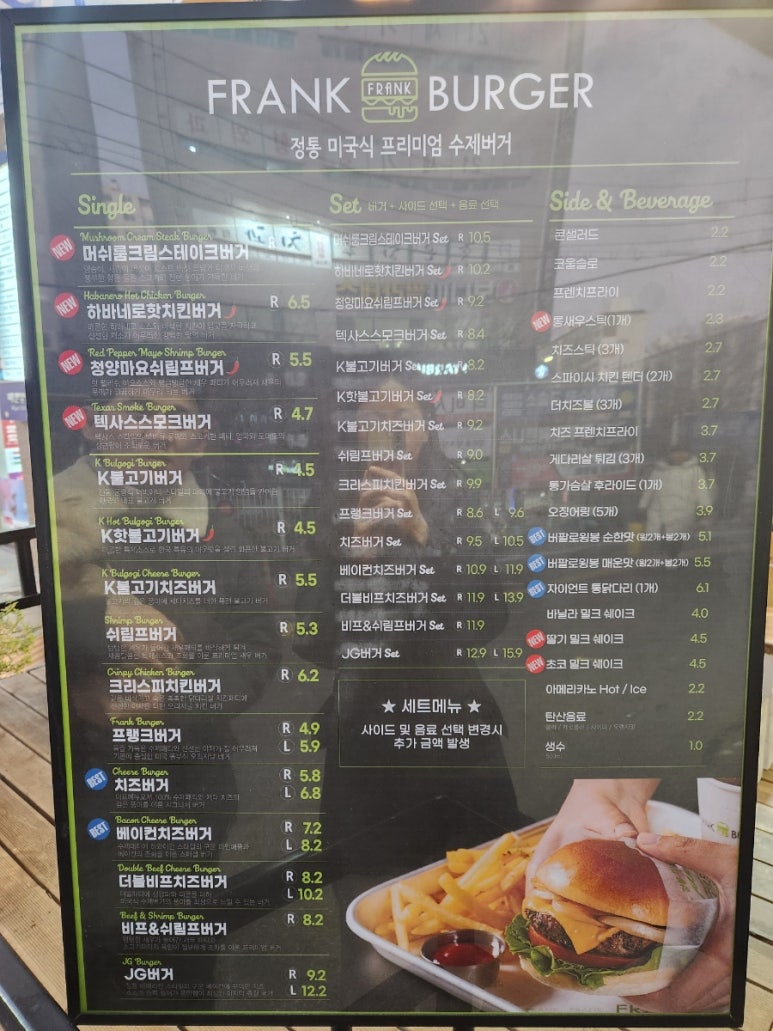 FRANK FRANK BURGER
정통 미국식 프리미엄 수제버거
Single
NEW
Mushroom Cream Steak Burger
머쉬룸크림스테이크버거
NEW
Habanero Hot Chicken Burger
하바네로핫치킨버거 R 6.5
NEW
Red Pepper Mayo Shrimp Burger
청양마요쉬림프버거 R 5.5
NEW
Texas Smoke Burger
텍사스스모크버거 R 4.7
K Bulgogi Burger
K불고기버거 R 4.5
K Hot Bulgogi Burger
K핫불고기버거 R 4.5
K Bulgogi Cheese Burger
K불고기치즈버거 R 5.5
Shrimp Burger
쉬림프버거 R 5.3
Crispy Chicken Burger
크리스피치킨버거 R 6.2
Frank Burger
프랭크버거 R 4.9
L 5.9
BEST
Cheese Burger
치즈버거 R 5.8
L 6.8
BEST
Bacon Cheese Burger
베이컨치즈버거 R 7.2
L 8.2
Double Beef Cheese Burger
더블비프치즈버거 R 8.2
L 10.2
Beef & Shrimp Burger
비프&쉬림프버거 R 8.2
JG Burger
JG버거 R 9.2
L 12.2
Set 버거 + 사이드 선택 + 음료 선택
머쉬룸크림스테이크버거 Set R 10.5
하바네로핫치킨버거 Set R 10.2
청양마요쉬림프버거 Set R 9.2
텍사스스모크버거 Set R 8.4
K불고기버거 Set R 8.2
K핫불고기버거 Set R 8.2
K불고기치즈버거 Set R 9.2
쉬림프버거 Set R 9.0
크리스피치킨버거 Set R 9.9
프랭크버거 Set R 8.6 L 9.6
치즈버거 Set R 9.5 L 10.5
베이컨치즈버거 Set R 10.9 L 11.9
더블비프치즈버거 Set R 11.9 L 13.9
비프&쉬림프버거 Set R 11.9
JG버거 Set R 12.9 L 15.9
★ 세트메뉴 ★
사이드 및 음료 선택 변경시
추가 금액 발생
Side & Beverage
콘샐러드 2.2
코울슬로 2.2
프렌치프라이 2.2
NEW 롱새우스틱(1개) 2.3
치즈스틱 (3개) 2.7
스파이시 치킨 텐더 (2개) 2.7
더치즈볼 (3개) 2.7
치즈 프렌치프라이 3.7
게다리살 튀김 (3개) 3.7
통가슴살 후라이드 (1개) 3.7
오징어링 (5개) 3.9
BEST 버팔로윙봉 순한맛 (윙2개+봉2개) 5.1
BEST 버팔로윙봉 매운맛 (윙2개+봉2개) 5.5
BEST 자이언트 통닭다리 (1개) 6.1
바닐라 밀크 쉐이크 4.0
NEW 딸기 밀크 쉐이크 4.5
NEW 초코 밀크 쉐이크 4.5
아메리카노 Hot / Ice 2.2
탄산음료 2.2
생수 1.0
FRANK